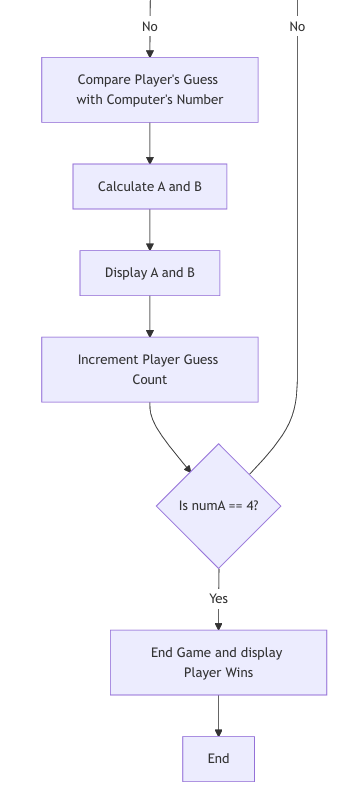 No
No
Compare Player's Guess
with Computer's Number
Calculate A and B
Display A and B
Increment Player Guess
Count
Is numA == 4?
Yes
End Game and display
Player Wins
End